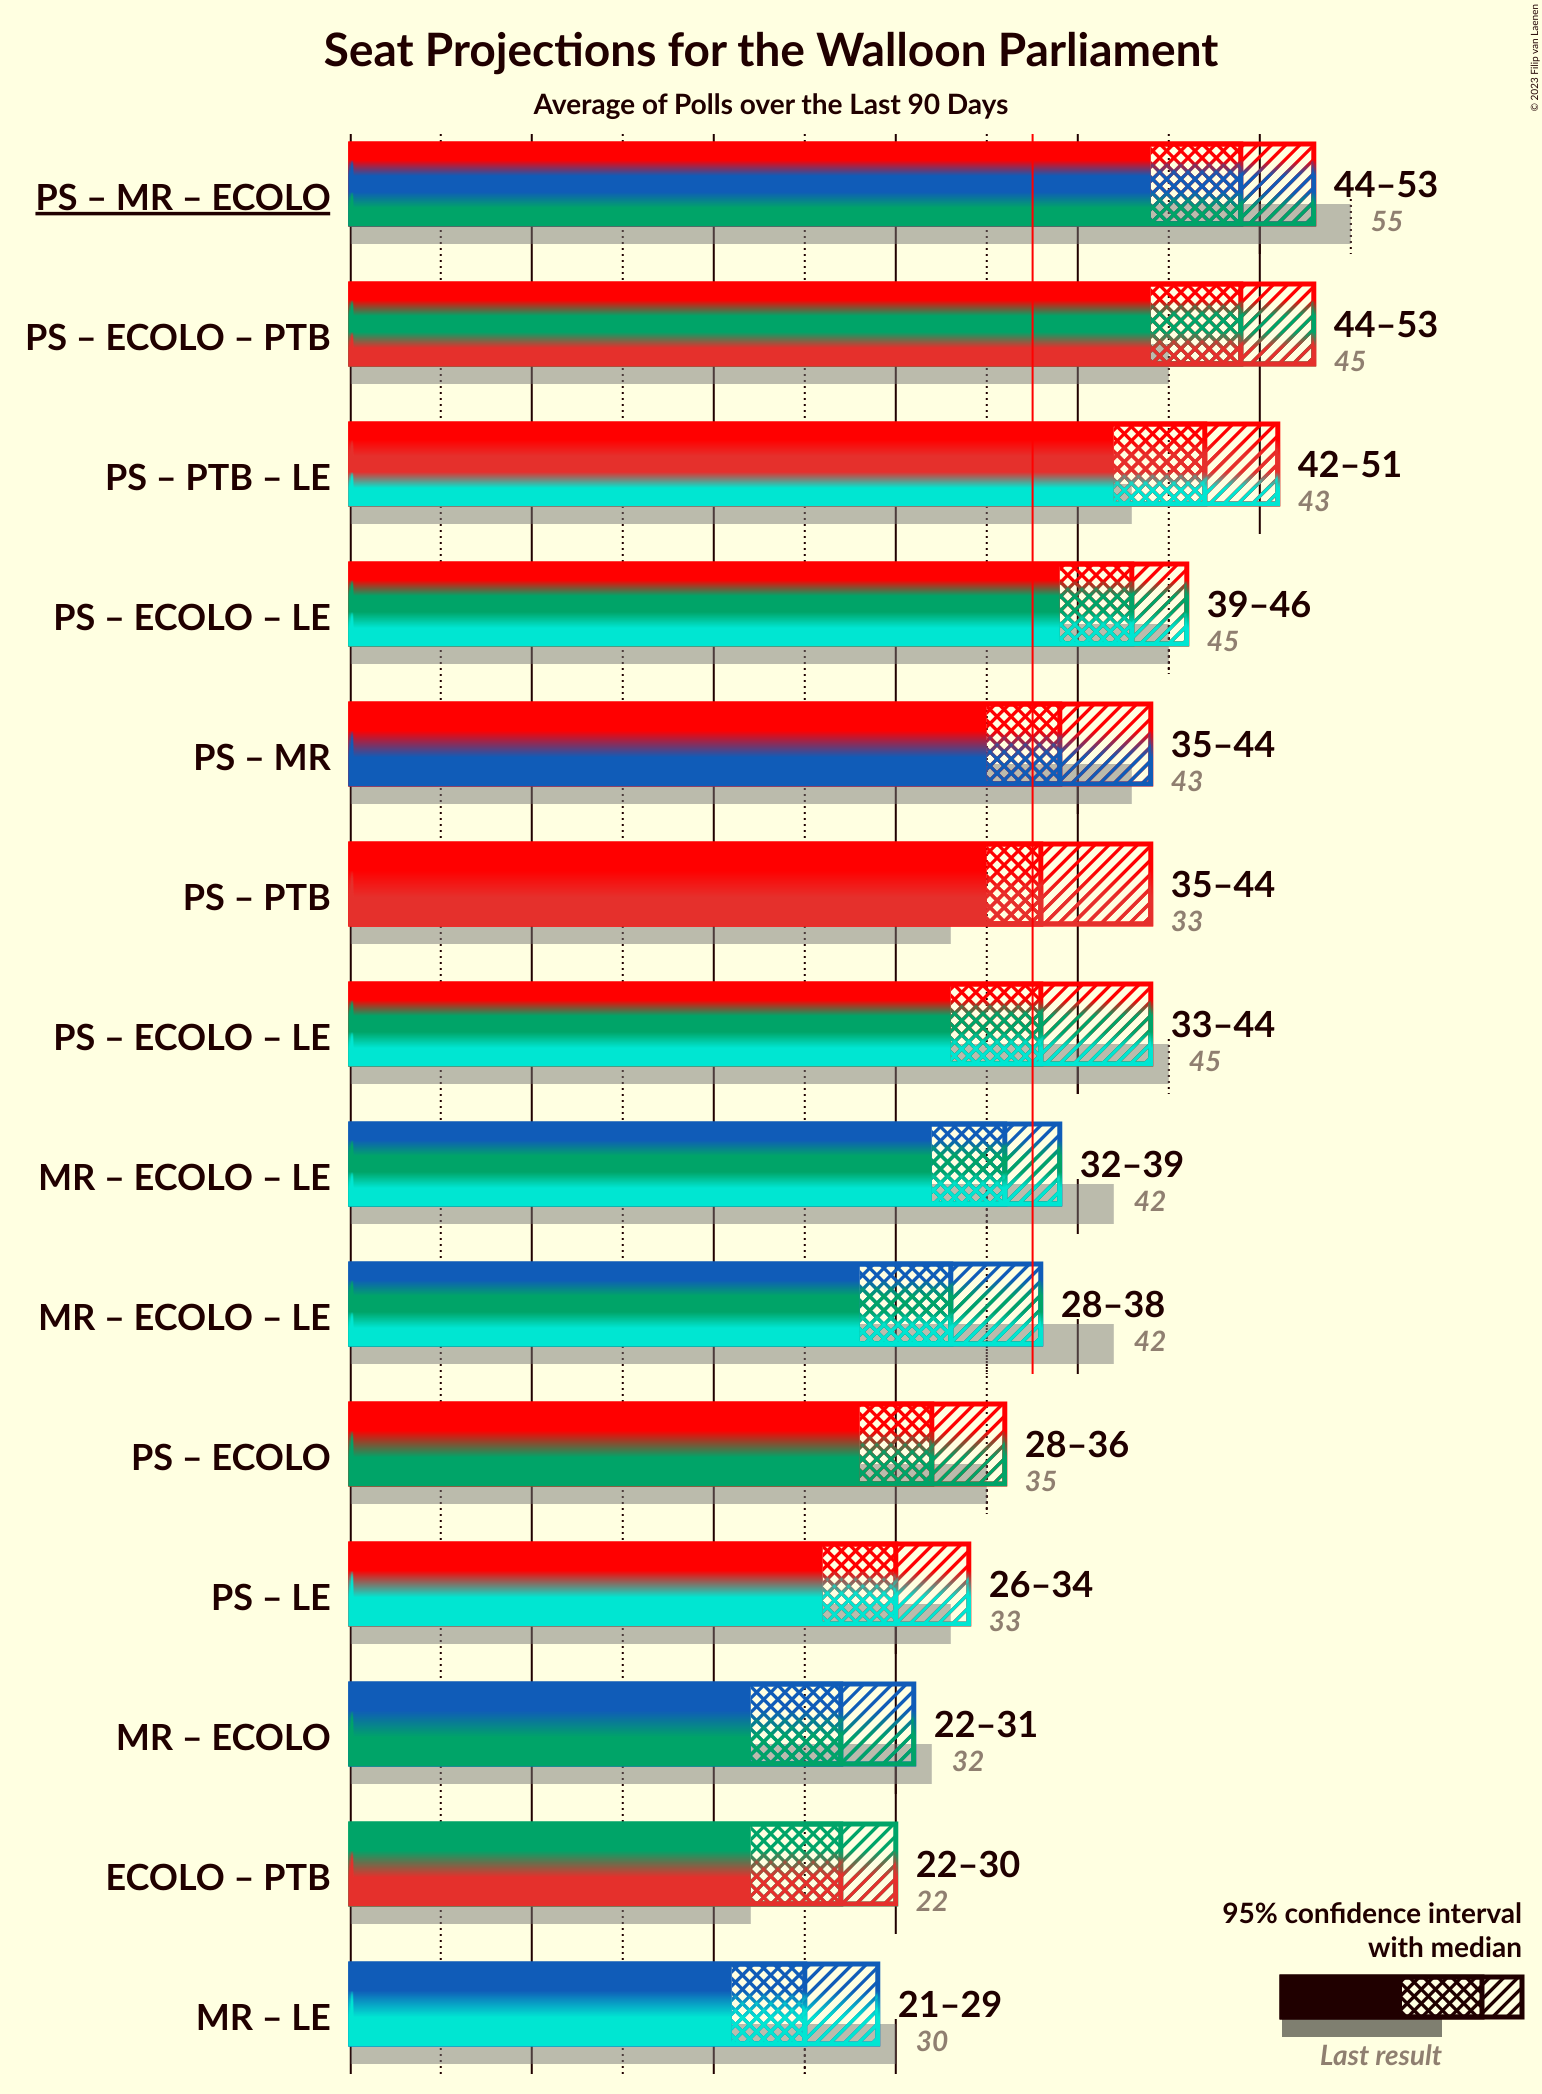 Seat Projections for the Walloon Parliament
Average of Polls over the Last 90 Days
© 2023 Filip van Laenen
PS – MR – ECOLO
44–53
55
PS – ECOLO – PTB
44–53
45
PS – PTB – LE
42–51
43
PS – ECOLO – LE
39–46
45
PS – MR
35–44
43
PS – PTB
35–44
33
PS – ECOLO – LE
33–44
45
MR – ECOLO – LE
32–39
42
MR – ECOLO – LE
28–38
42
PS – ECOLO
28–36
35
PS – LE
26–34
33
MR – ECOLO
22–31
32
ECOLO – PTB
22–30
22
MR – LE
21–29
30
95% confidence interval
with median
Last result